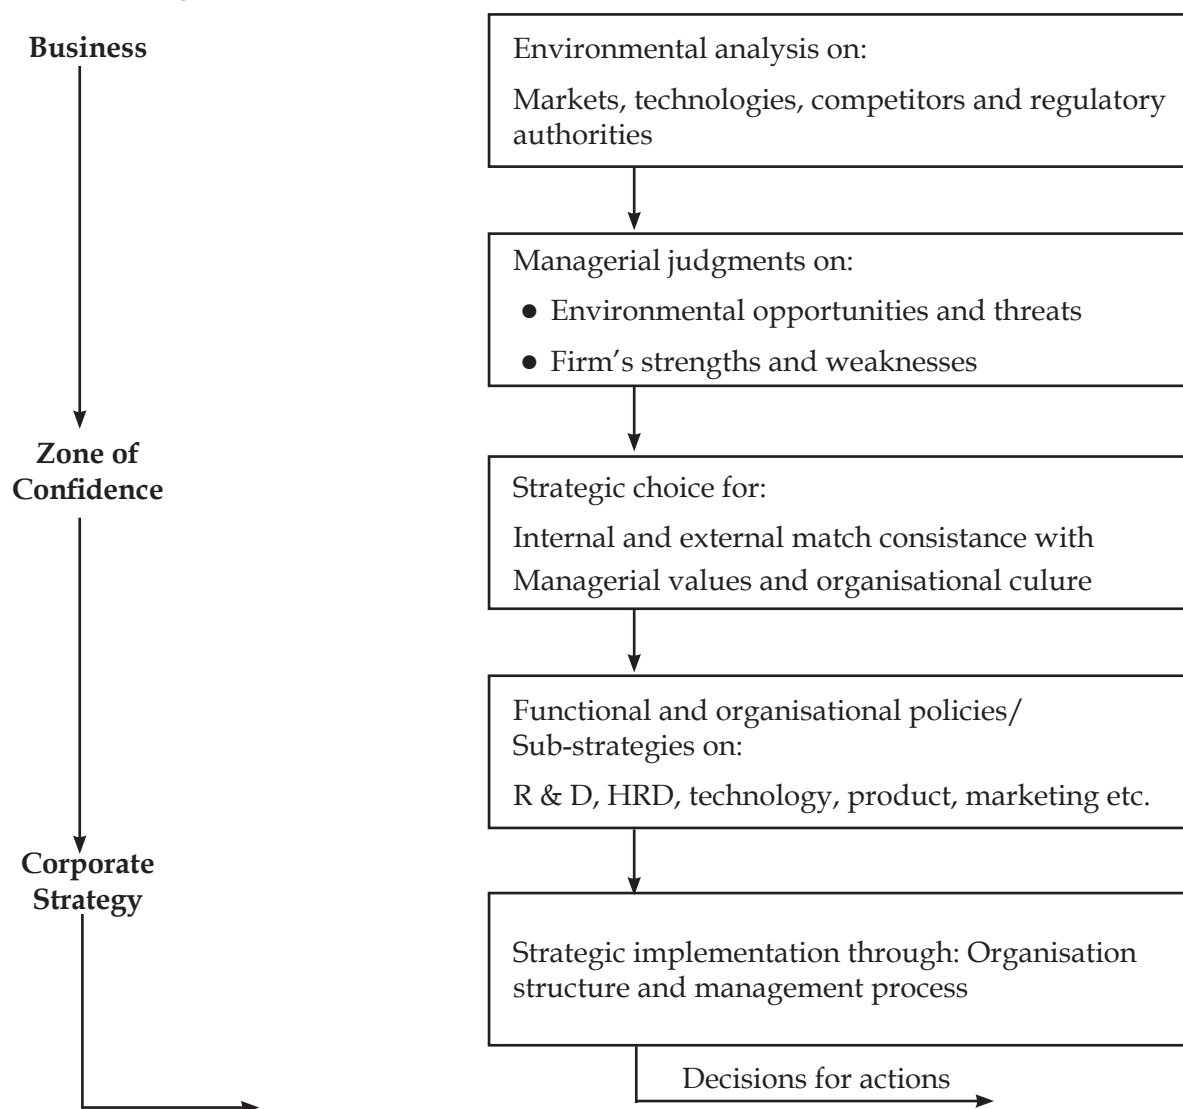 Business
Environmental analysis on:
Markets, technologies, competitors and regulatory
authorities
Managerial judgments on:
● Environmental opportunities and threats
● Firm's strengths and weaknesses
Zone of
Confidence
Strategic choice for:
Internal and external match consistance with
Managerial values and organisational culure
Functional and organisational policies/
Sub-strategies on:
R & D, HRD, technology, product, marketing etc.
Corporate
Strategy
Strategic implementation through: Organisation
structure and management process
Decisions for actions